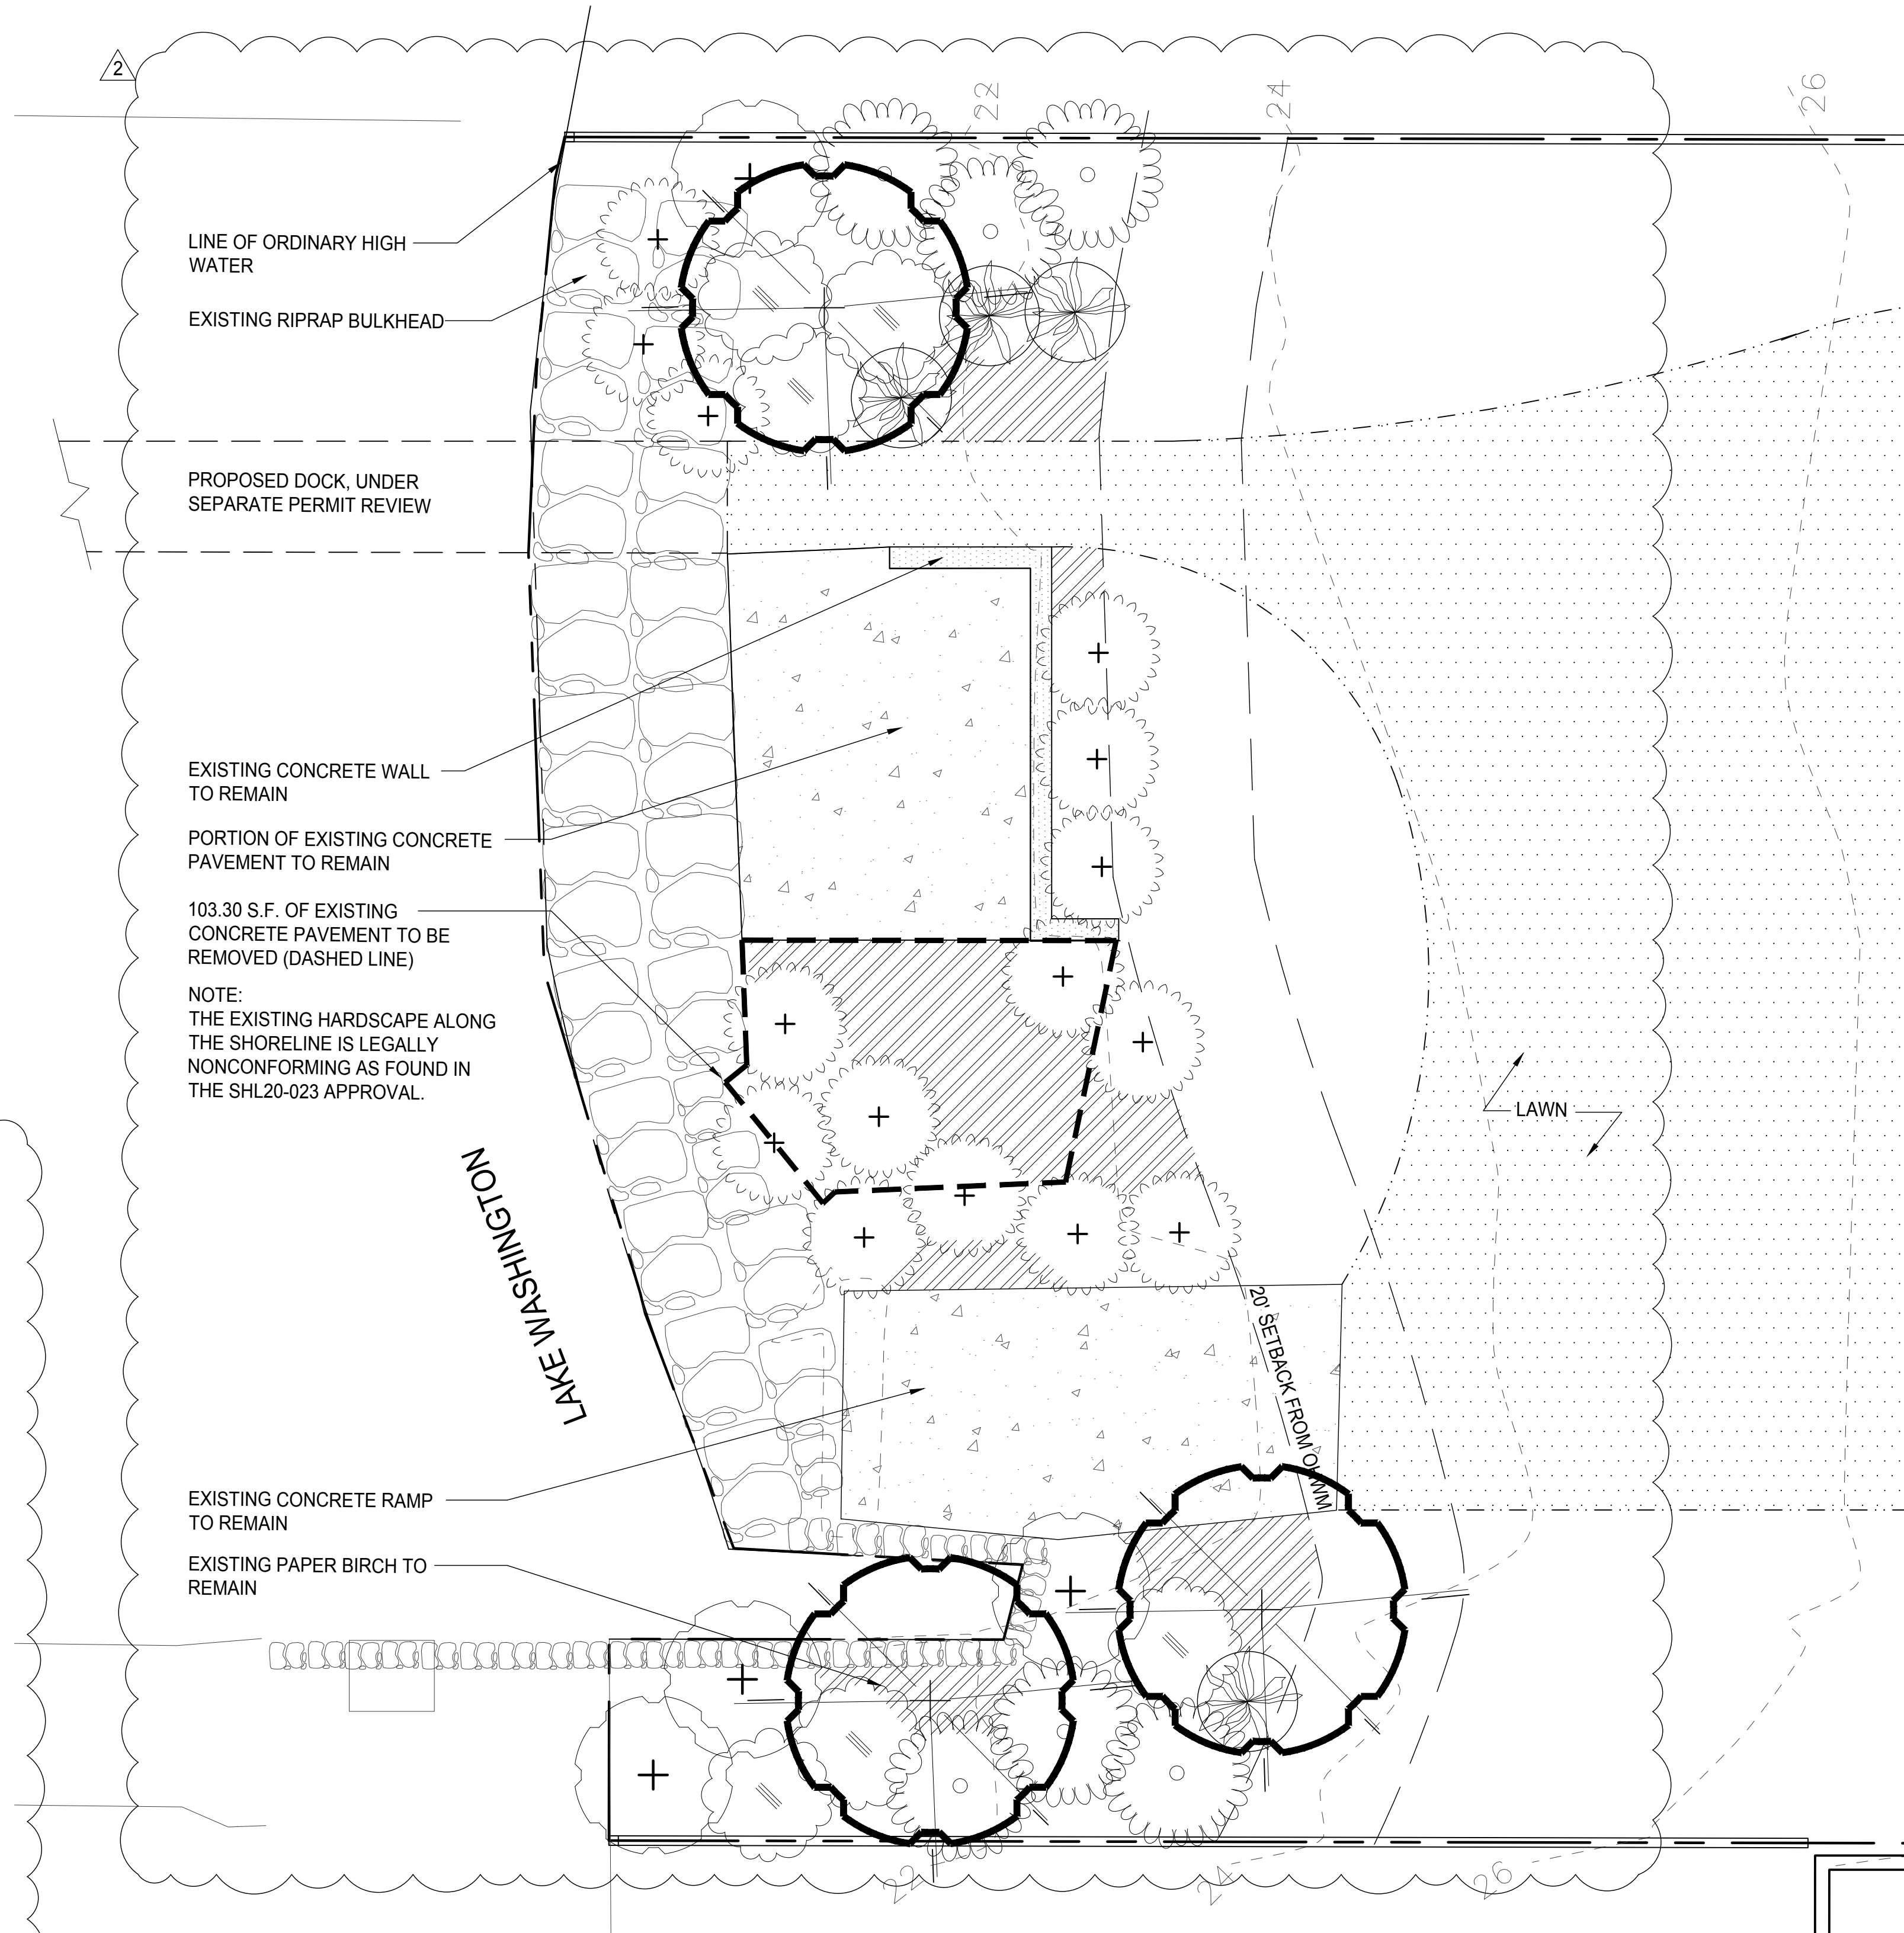 2
22
24
26
LINE OF ORDINARY HIGH
WATER
EXISTING RIPRAP BULKHEAD
PROPOSED DOCK, UNDER
SEPARATE PERMIT REVIEW
EXISTING CONCRETE WALL
TO REMAIN
PORTION OF EXISTING CONCRETE
PAVEMENT TO REMAIN
103.30 S.F. OF EXISTING
CONCRETE PAVEMENT TO BE
REMOVED (DASHED LINE)
NOTE:
THE EXISTING HARDSCAPE ALONG
THE SHORELINE IS LEGALLY
NONCONFORMING AS FOUND IN
THE SHL20-023 APPROVAL.
LAWN
LAKE WASHINGTON
20' SETBACK FROM OHWM
EXISTING CONCRETE RAMP
TO REMAIN
EXISTING PAPER BIRCH TO
REMAIN
22
24
26